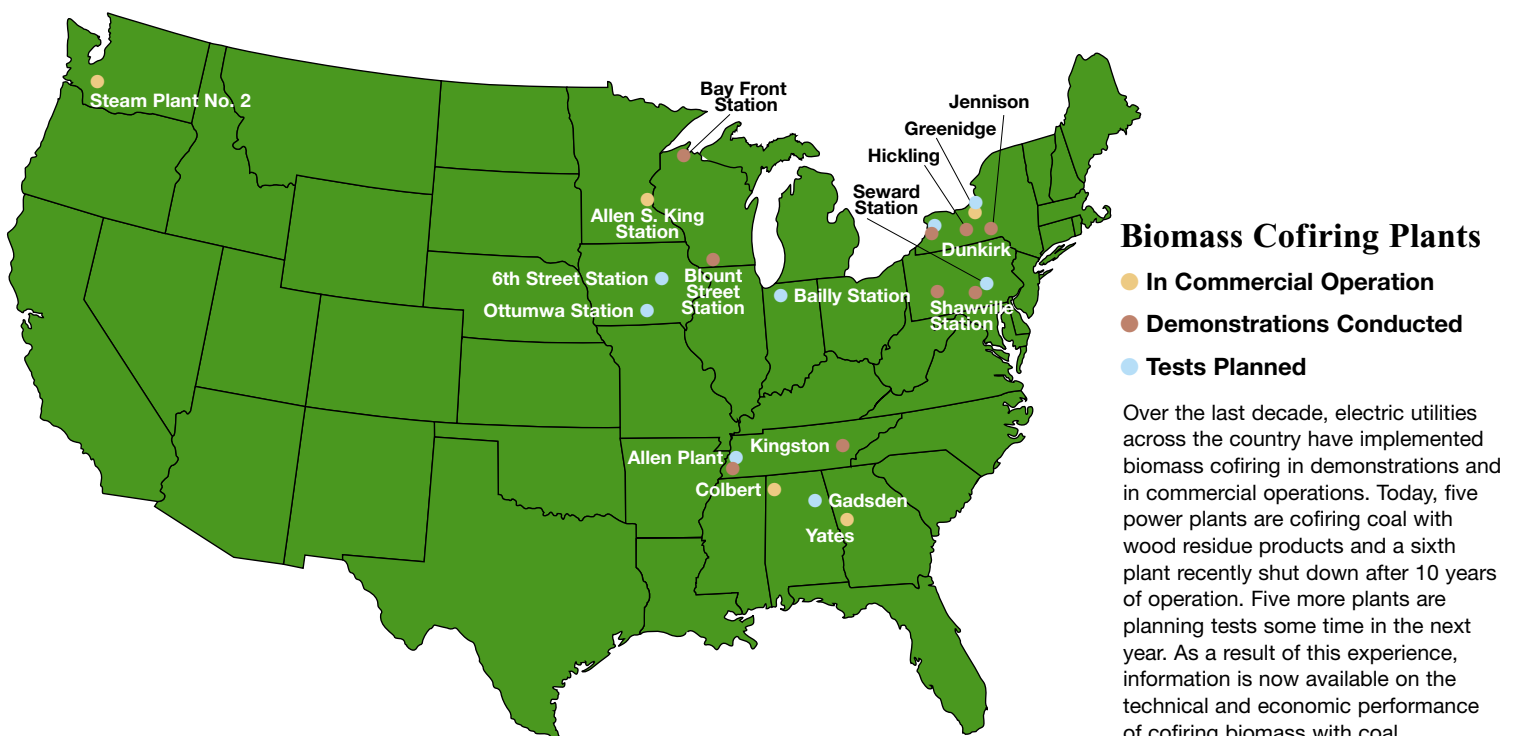 Steam Plant No. 2
Bay Front
Station
Jennison
Greenidge
Hickling
Seward
Station
Allen S. King
Station
Dunkirk
6th Street Station
Blount
Street
Station
Bailly Station
Ottumwa Station
Shawville
Station
Kingston
Allen Plant
Colbert
Gadsden
Yates
Biomass Cofiring Plants
In Commercial Operation
Demonstrations Conducted
Tests Planned
Over the last decade, electric utilities
across the country have implemented
biomass cofiring in demonstrations and
in commercial operations. Today, five
power plants are cofiring coal with
wood residue products and a sixth
plant recently shut down after 10 years
of operation. Five more plants are
planning tests some time in the next
year. As a result of this experience,
information is now available on the
technical and economic performance
of cofiring biomass with coal